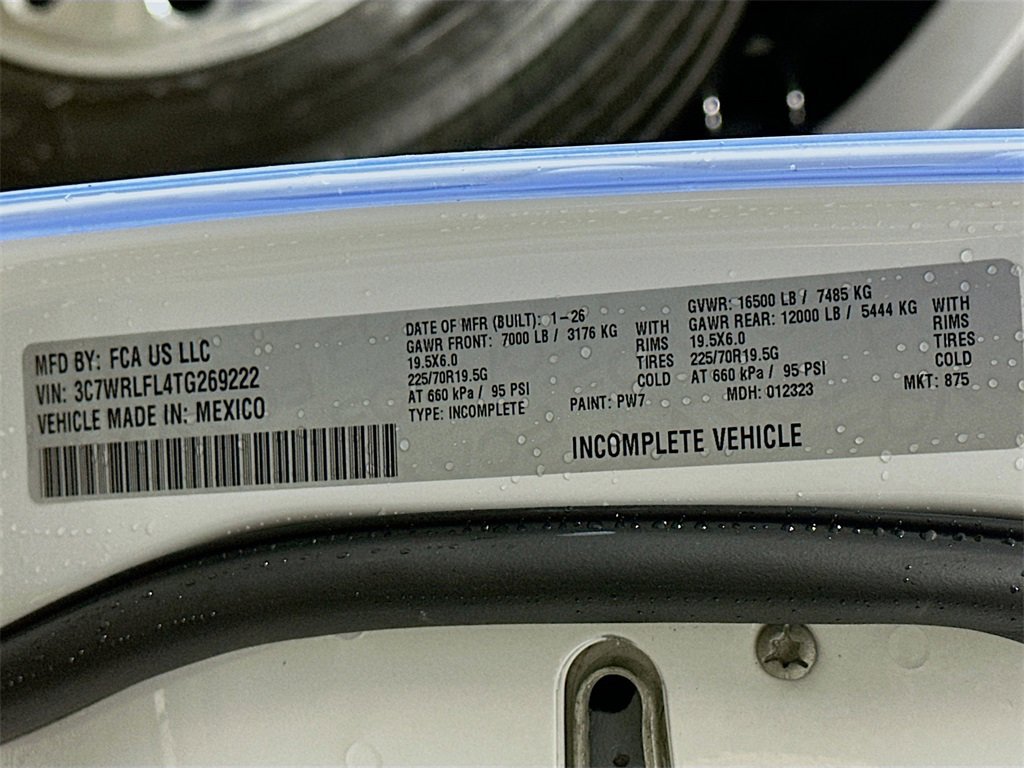 MFD BY: FCA US LLC
VIN: 3C7WRLFL4TG269222
VEHICLE MADE IN: MEXICO
DATE OF MFR (BUILT): 1-26
GAWR FRONT: 7000 LB / 3176 KG
19.5X6.0
225/70R19.5G
AT 660 kPa / 95 PSI
TYPE: INCOMPLETE
WITH
RIMS
TIRES
COLD
PAINT: PW7
GVWR: 16500 LB / 7485 KG
GAWR REAR: 12000 LB / 5444 KG
19.5X6.0
225/70R19.5G
AT 660 kPa / 95 PSI
MDH: 012323
WITH
RIMS
TIRES
COLD
MKT: 875
INCOMPLETE VEHICLE